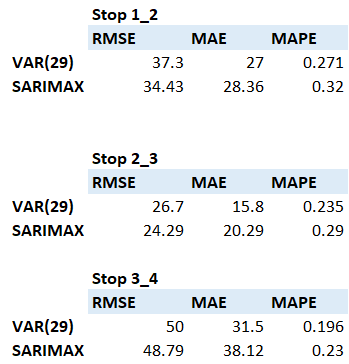 Stop 1_2
RMSE MAE MAPE
VAR(29) 37.3 27 0.271
SARIMAX 34.43 28.36 0.32
Stop 2_3
RMSE MAE MAPE
VAR(29) 26.7 15.8 0.235
SARIMAX 24.29 20.29 0.29
Stop 3_4
RMSE MAE MAPE
VAR(29) 50 31.5 0.196
SARIMAX 48.79 38.12 0.23